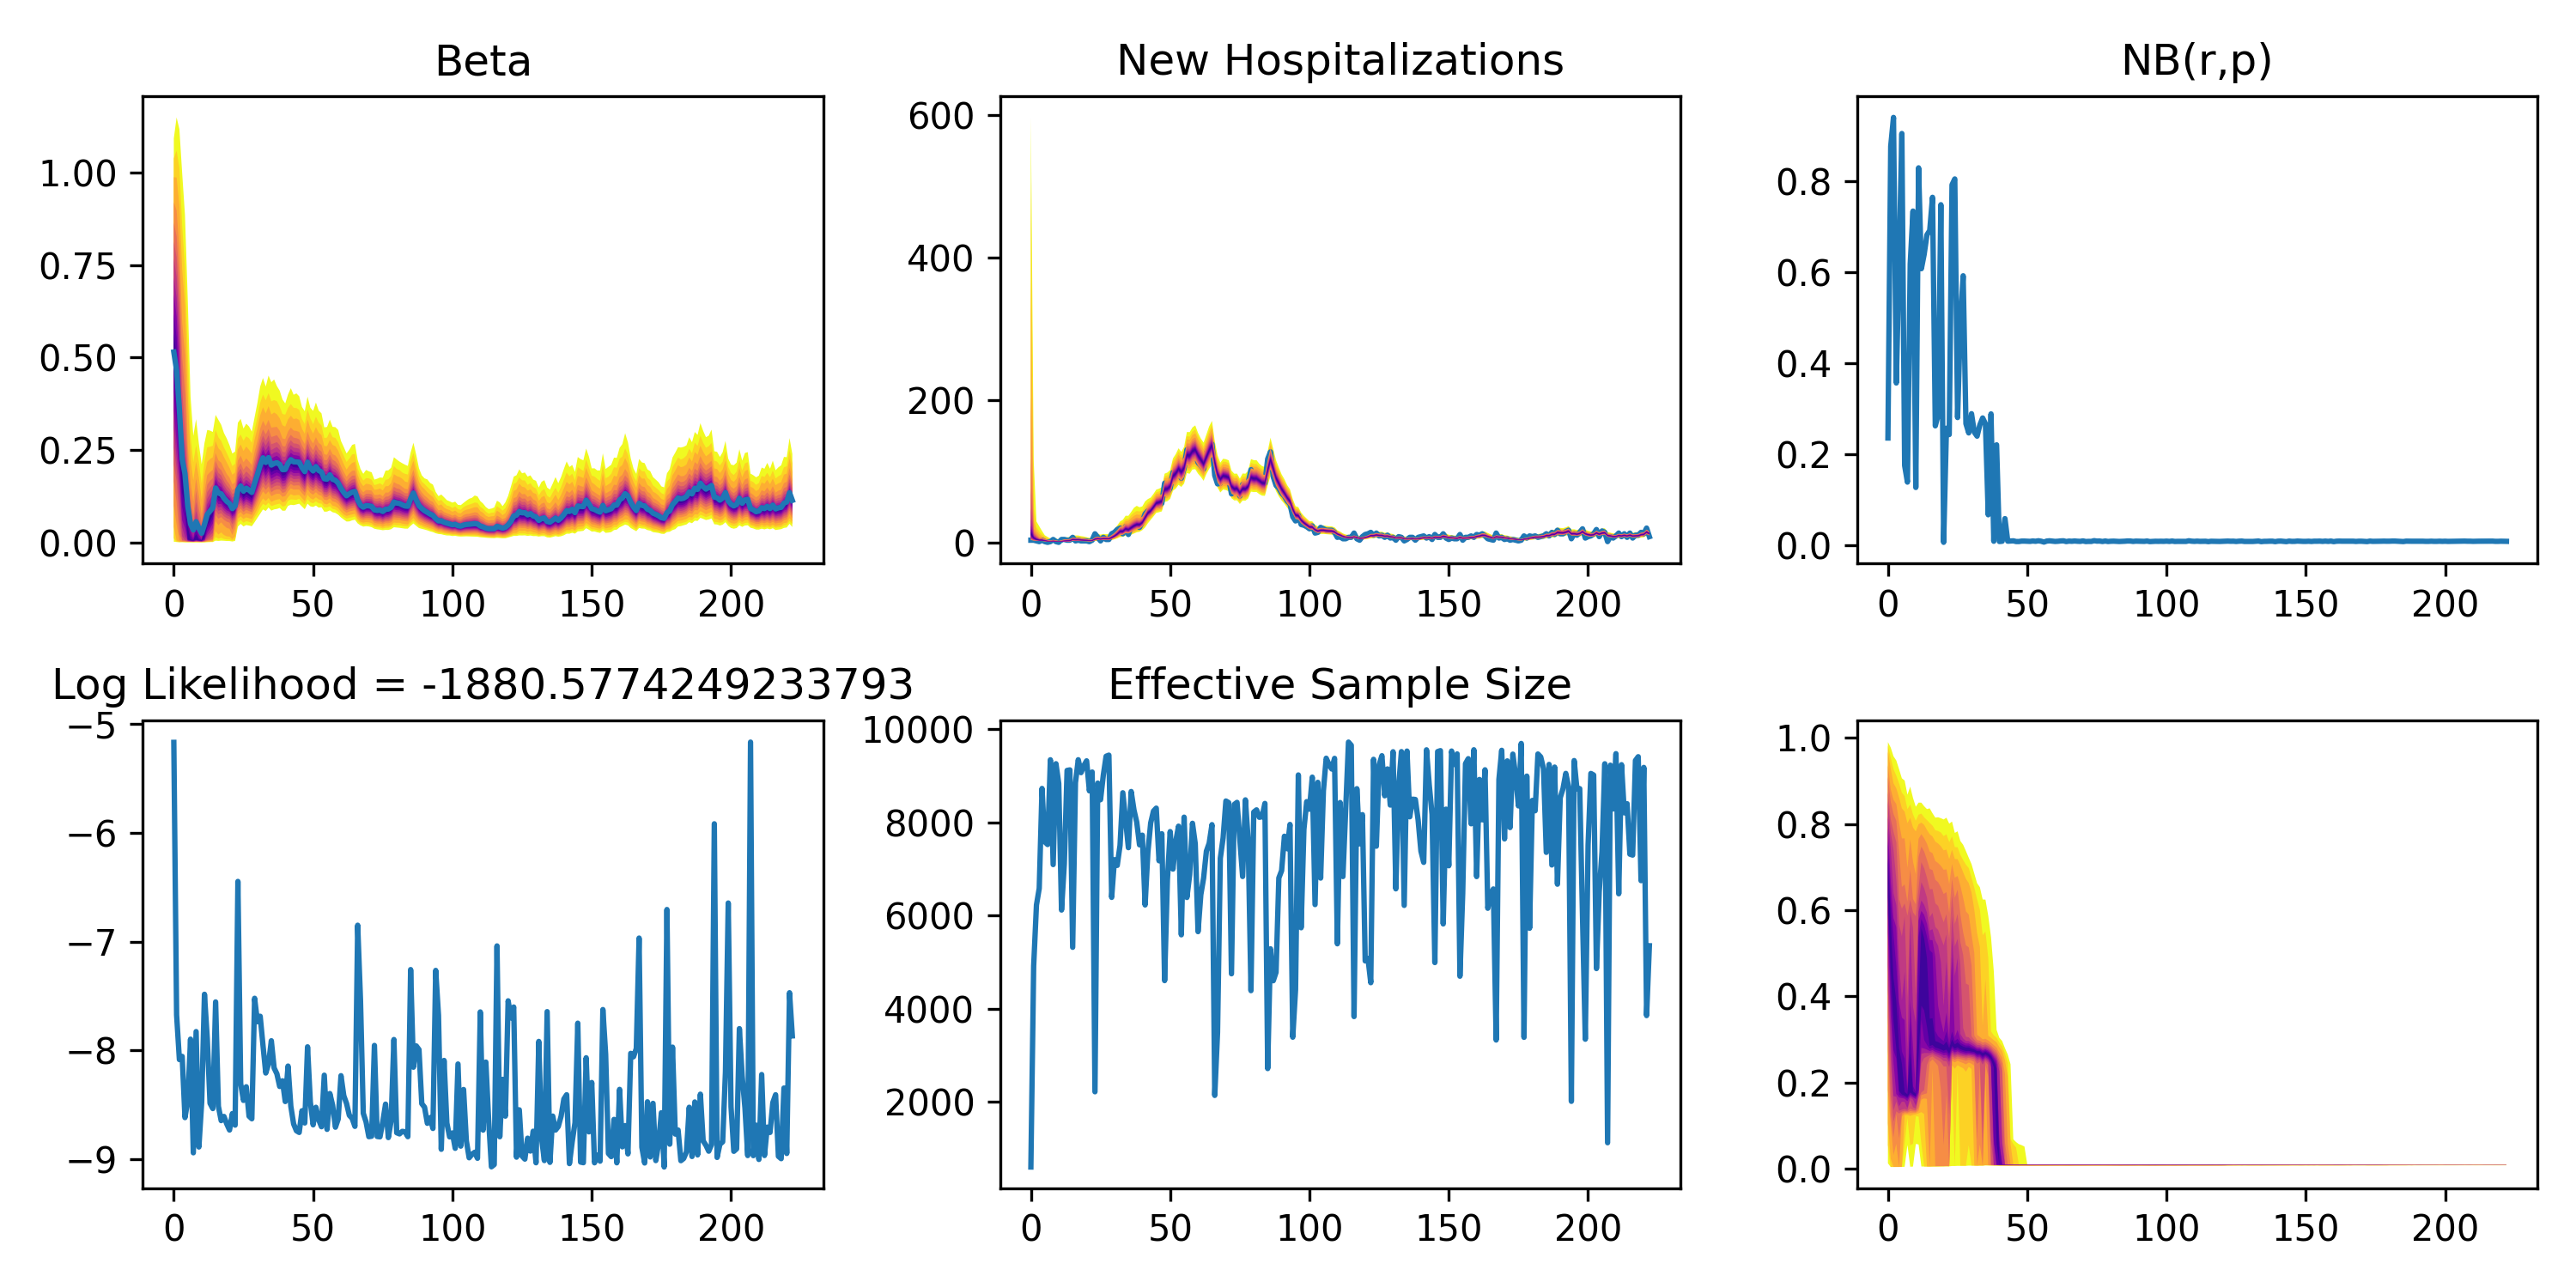 Beta
1.00
0.75
0.50
0.25
0.00
0 50 100 150 200
New Hospitalizations
600
400
200
0
0 50 100 150 200
NB(r,p)
0.8
0.6
0.4
0.2
0.0
0 50 100 150 200
Log Likelihood = -1880.5774249233793
−5
−6
−7
−8
−9
0 50 100 150 200
Effective Sample Size
10000
8000
6000
4000
2000
0 50 100 150 200
1.0
0.8
0.6
0.4
0.2
0.0
0 50 100 150 200